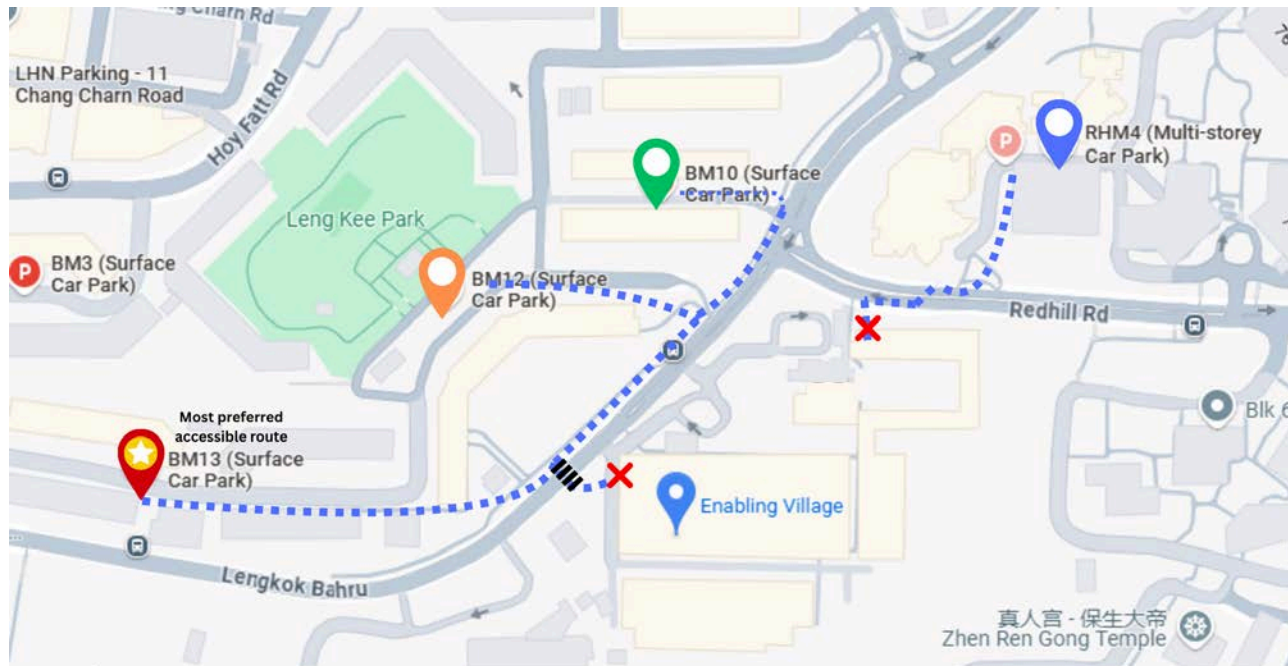 Charn Rd
LHN Parking - 11
Chang Charn Road
Hoy Fatt Rd
P
RHM4 (Multi-storey
Car Park)
BM10 (Surface
Car Park)
Leng Kee Park
P
BM3 (Surface
Car Park)
BM12 (Surface
Car Park)
Redhill Rd
Most preferred
accessible route
BM13 (Surface
Car Park)
Blk
Enabling Village
Lengkok Bahru
真人宫 - 保生大帝
Zhen Ren Gong Temple